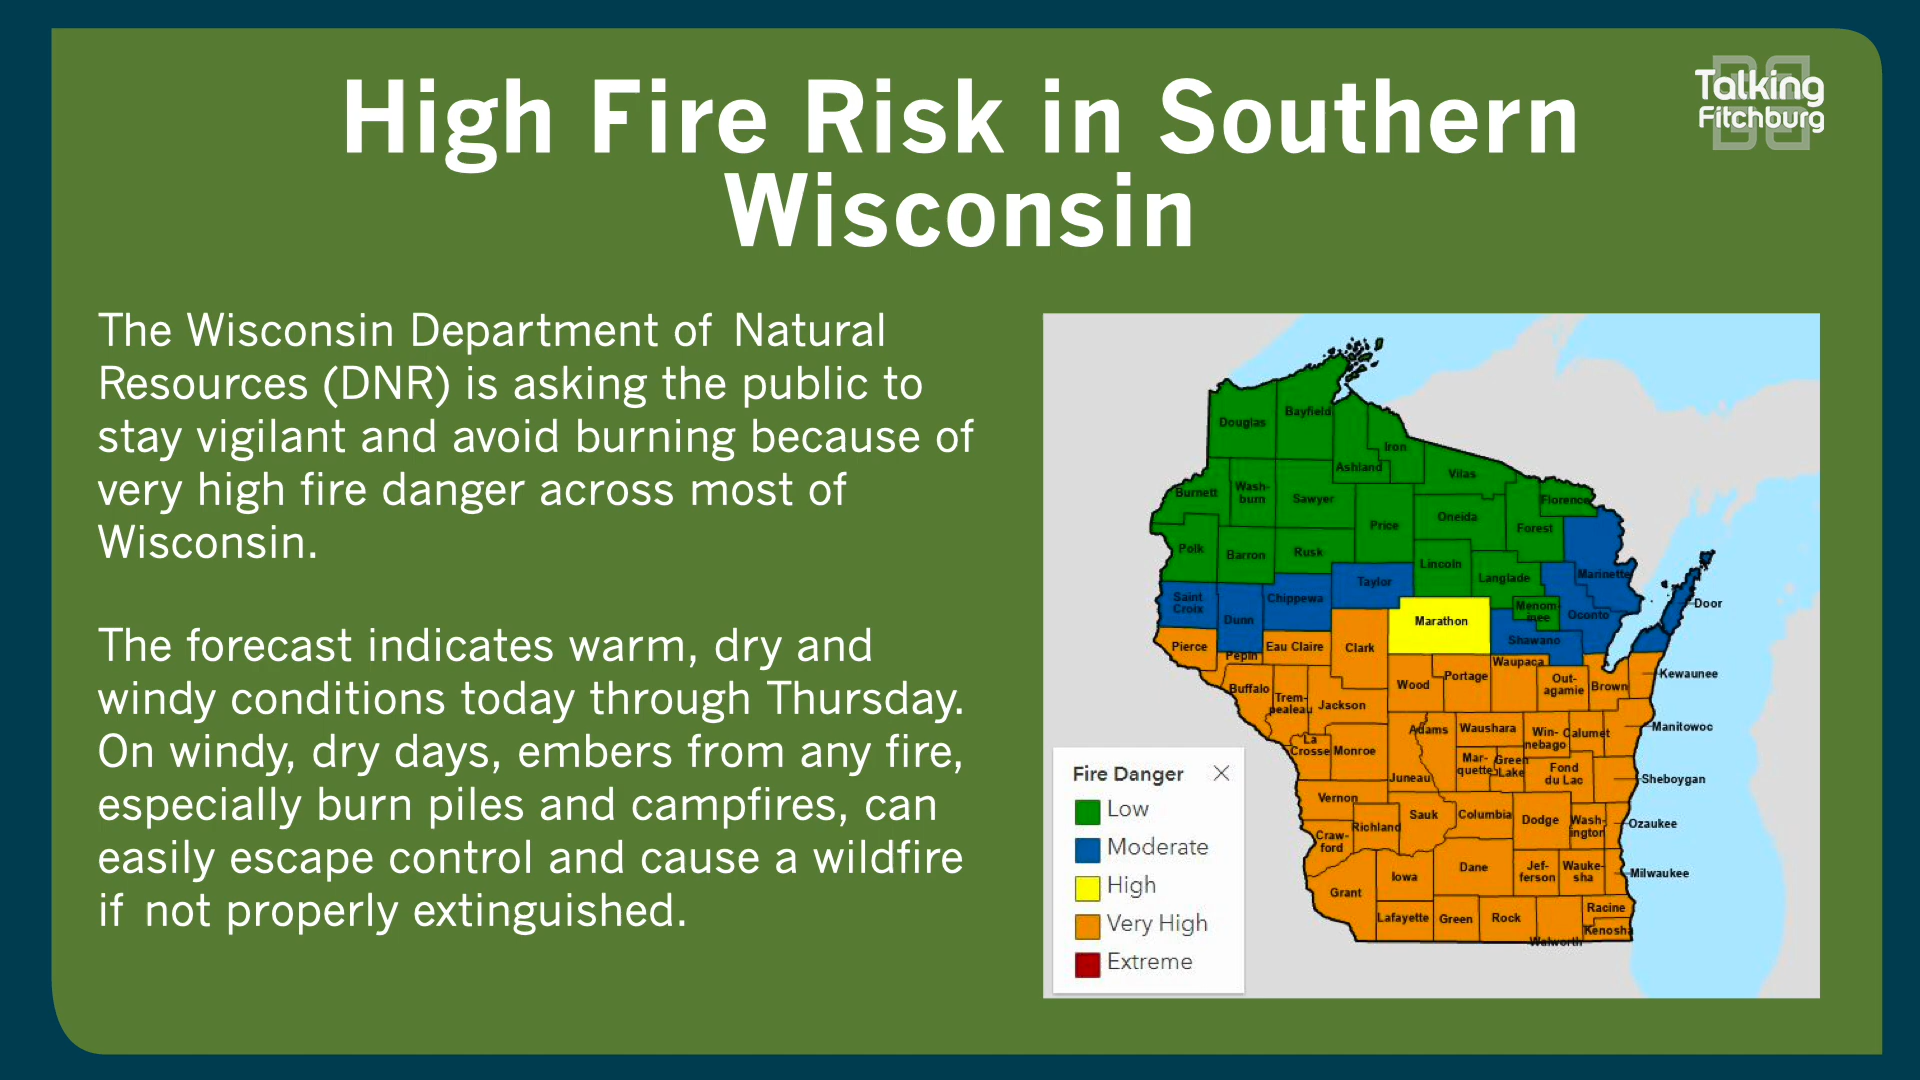 High Fire Risk in Southern
Wisconsin
Talking
Fitchburg
The Wisconsin Department of Natural
Resources (DNR) is asking the public to
stay vigilant and avoid burning because of
very high fire danger across most of
Wisconsin.
The forecast indicates warm, dry and
windy conditions today through Thursday.
On windy, dry days, embers from any fire,
especially burn piles and campfires, can
easily escape control and cause a wildfire
if not properly extinguished.
Douglas
Bayfield
Iron
Ashland
Vilas
Burnett
Wash-
burn
Sawyer
Florence
Price
Oneida
Forest
Polk
Barron
Rusk
Lincoln
Langlade
Marinette
Taylor
Saint
Croix
Chippewa
Dunn
Menom-
inee
Oconto
Door
Marathon
Shawano
Pierce
Pepin
Eau Claire
Clark
Waupaca
Wood
Portage
Out-
agamie
Brown
Kewaunee
Buffalo
Trem-
pealeau
Jackson
Adams
Waushara
Win-
nebago
Calumet
Manitowoc
La
Crosse
Monroe
Juneau
Mar-
quette
Green
Lake
Fond
du Lac
Sheboygan
Vernon
Richland
Sauk
Columbia
Dodge
Wash-
ington
Ozaukee
Craw-
ford
Grant
Iowa
Dane
Jef-
ferson
Wauke-
sha
Milwaukee
Lafayette
Green
Rock
Walworth
Racine
Kenosha
Fire Danger
Low
Moderate
High
Very High
Extreme